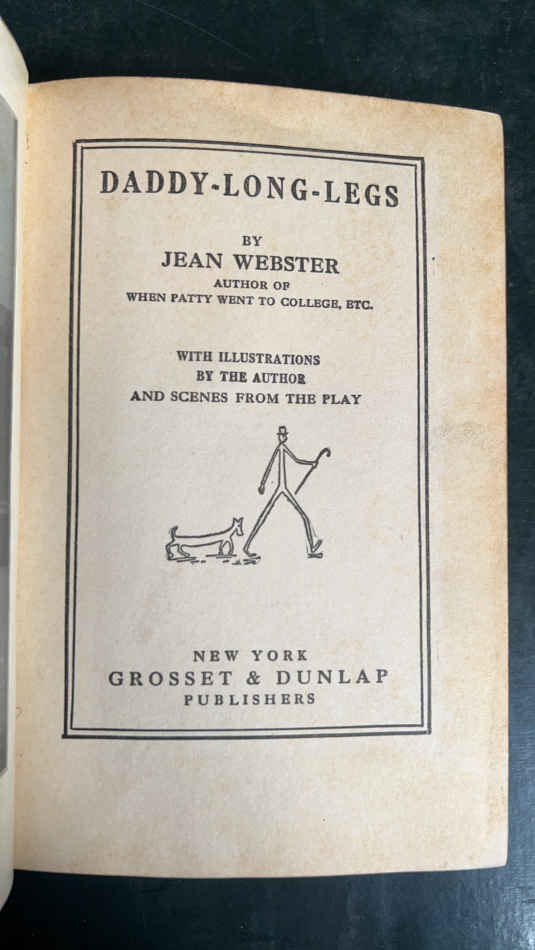 DADDY-LONG-LEGS
BY
JEAN WEBSTER
AUTHOR OF
WHEN PATTY WENT TO COLLEGE, ETC.
WITH ILLUSTRATIONS
BY THE AUTHOR
AND SCENES FROM THE PLAY
NEW YORK
GROSSET & DUNLAP
PUBLISHERS